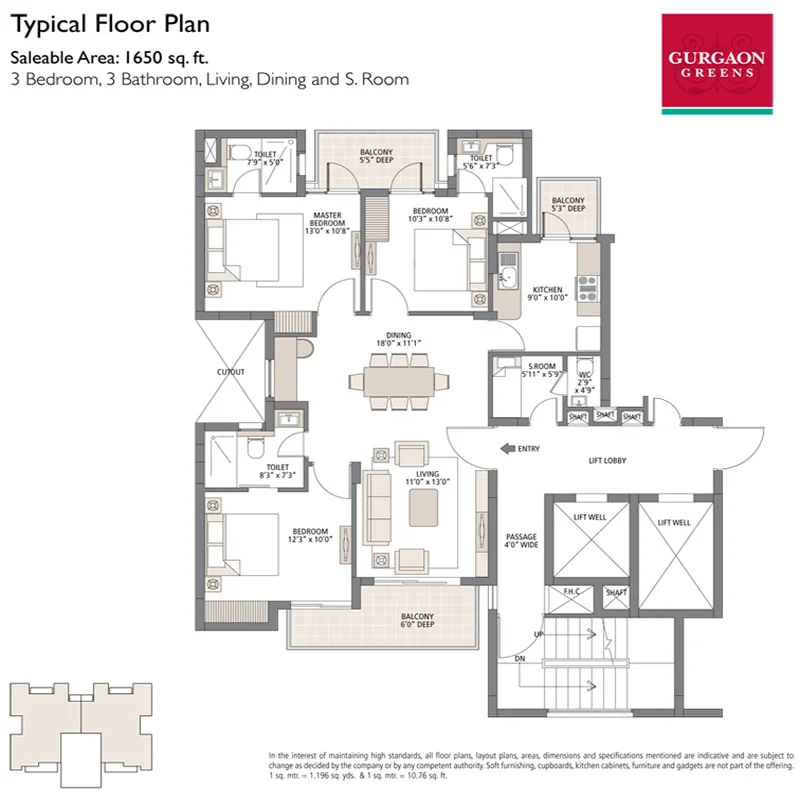 Typical Floor Plan
Saleable Area: 1650 sq. ft.
3 Bedroom, 3 Bathroom, Living, Dining and S. Room
GURGAON
GREENS
TOILET
7'9" x 5'0"
BALCONY
5'5" DEEP
TOILET
5'6" x 7'3"
BALCONY
5'3" DEEP
MASTER
BEDROOM
13'0" x 10'8"
BEDROOM
10'3" x 10'8"
KITCHEN
9'0" x 10'0"
DINING
18'0" x 11'1"
CUTOUT
S.ROOM
5'11" x 5'9"
WC
2'9"
x 4'9"
SHAFT
SHAFT
SHAFT
ENTRY
LIFT LOBBY
TOILET
8'3" x 7'3"
LIVING
11'0" x 13'0"
BEDROOM
12'3" x 10'0"
PASSAGE
4'0" WIDE
LIFT WELL
LIFT WELL
F.H.C
SHAFT
BALCONY
6'0" DEEP
UP
DN
In the interest of maintaining high standards, all floor plans, layout plans, areas, dimensions and specifications mentioned are indicative and are subject to
change as decided by the company or by any competent authority. Soft furnishing, cupboards, kitchen cabinets, furniture and gadgets are not part of the offering.
1 sq. mtr. = 1.196 sq. yds. & 1 sq. mtr. = 10.76 sq. ft.